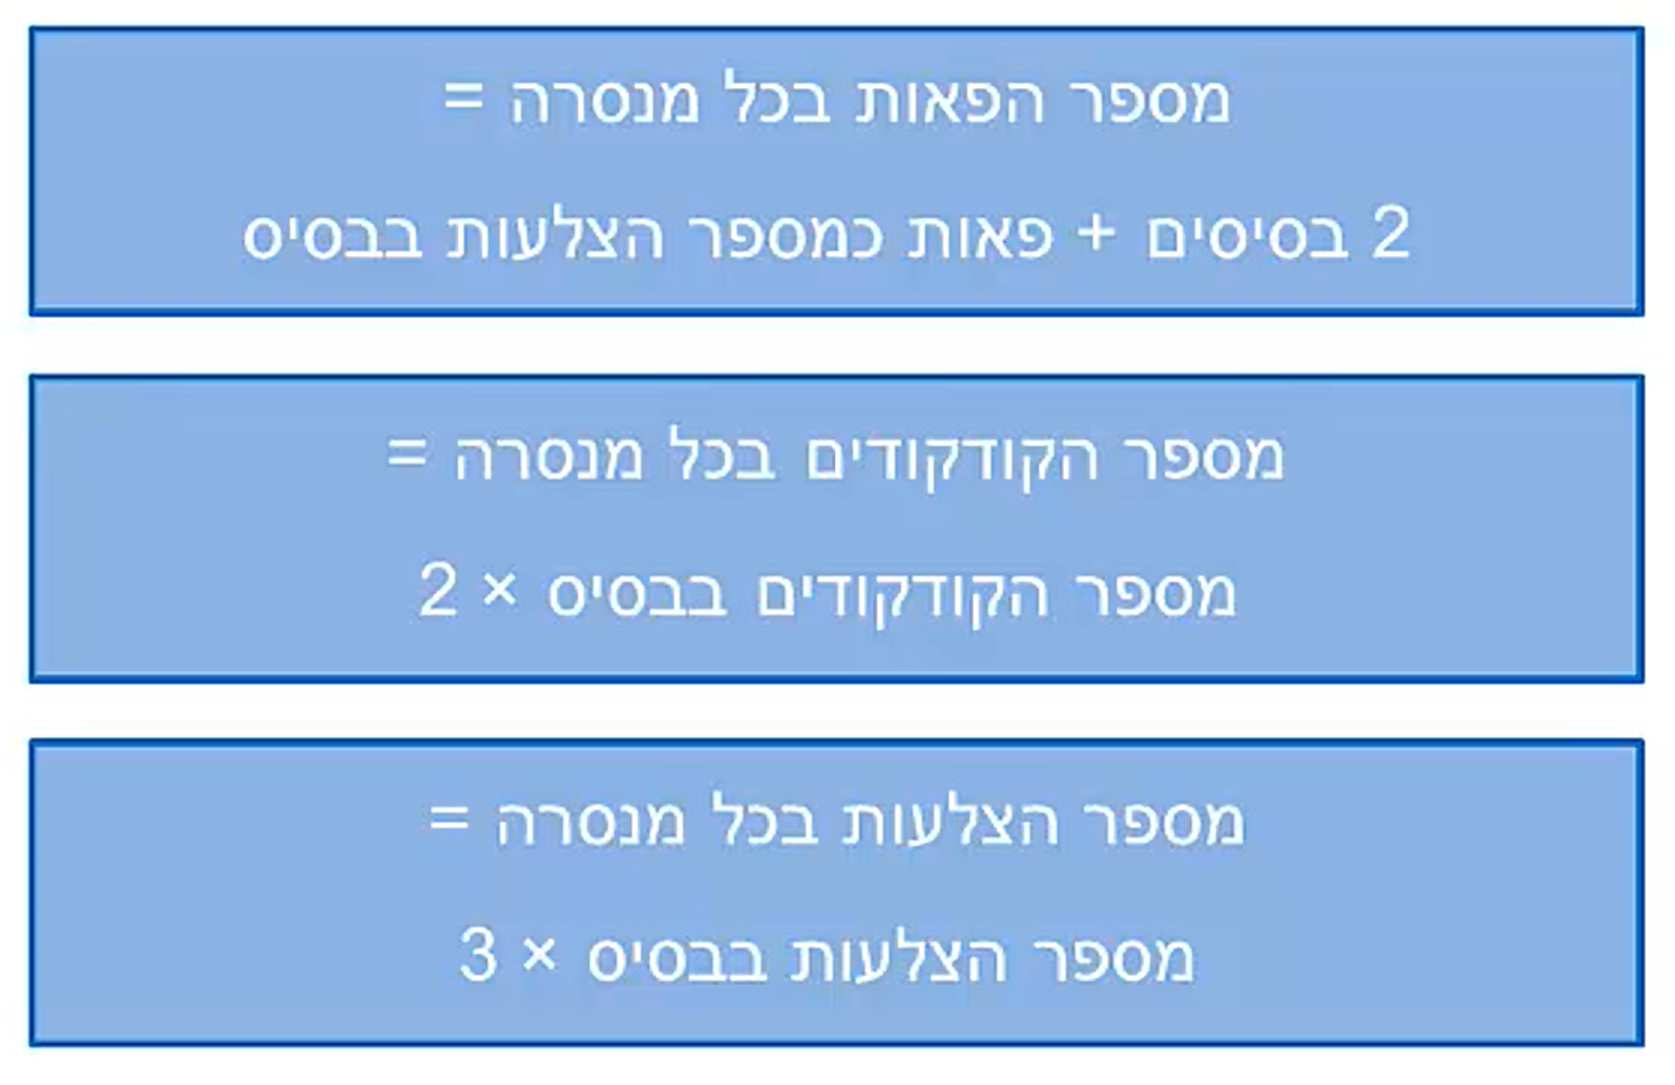 מספר הפאות בכל מנסרה =
2 בסיסים + פאות כמספר הצלעות בבסיס
מספר הקודקודים בכל מנסרה =
מספר הקודקודים בבסיס × 2
מספר הצלעות בכל מנסרה =
מספר הצלעות בבסיס × 3